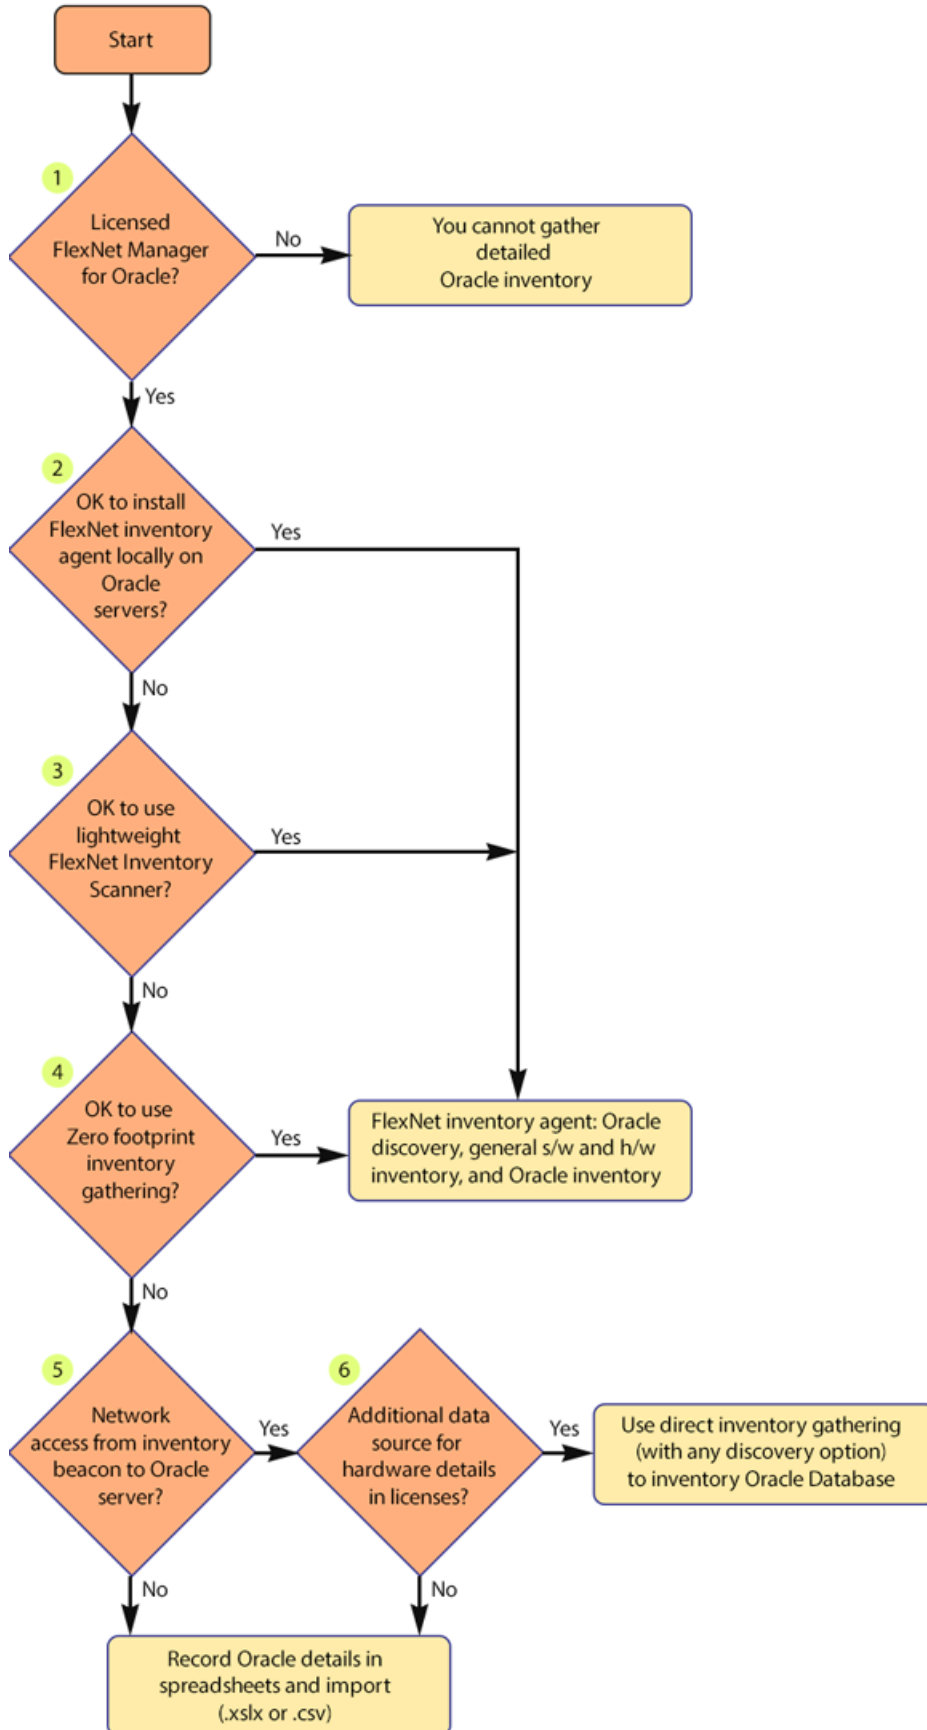 Start
1
Licensed
FlexNet Manager
for Oracle?
No
You cannot gather
detailed
Oracle inventory
Yes
2
OK to install
FlexNet inventory
agent locally on
Oracle
servers?
Yes
No
3
OK to use
lightweight
FlexNet Inventory
Scanner?
Yes
No
4
OK to use
Zero footprint
inventory
gathering?
Yes
FlexNet inventory agent: Oracle
discovery, general s/w and h/w
inventory, and Oracle inventory
No
5
Network
access from inventory
beacon to Oracle
server?
Yes
6
Additional data
source for
hardware details
in licenses?
Yes
Use direct inventory gathering
(with any discovery option)
to inventory Oracle Database
No
No
Record Oracle details in
spreadsheets and import
(.xslx or .csv)